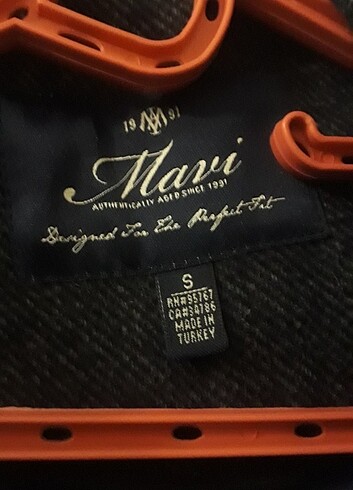 19 M 91
Mavi
AUTHENTICALLY AGED SINCE 1991
Designed For The Perfect Fit
S
RN#95767
CA#34786
MADE IN
TURKEY